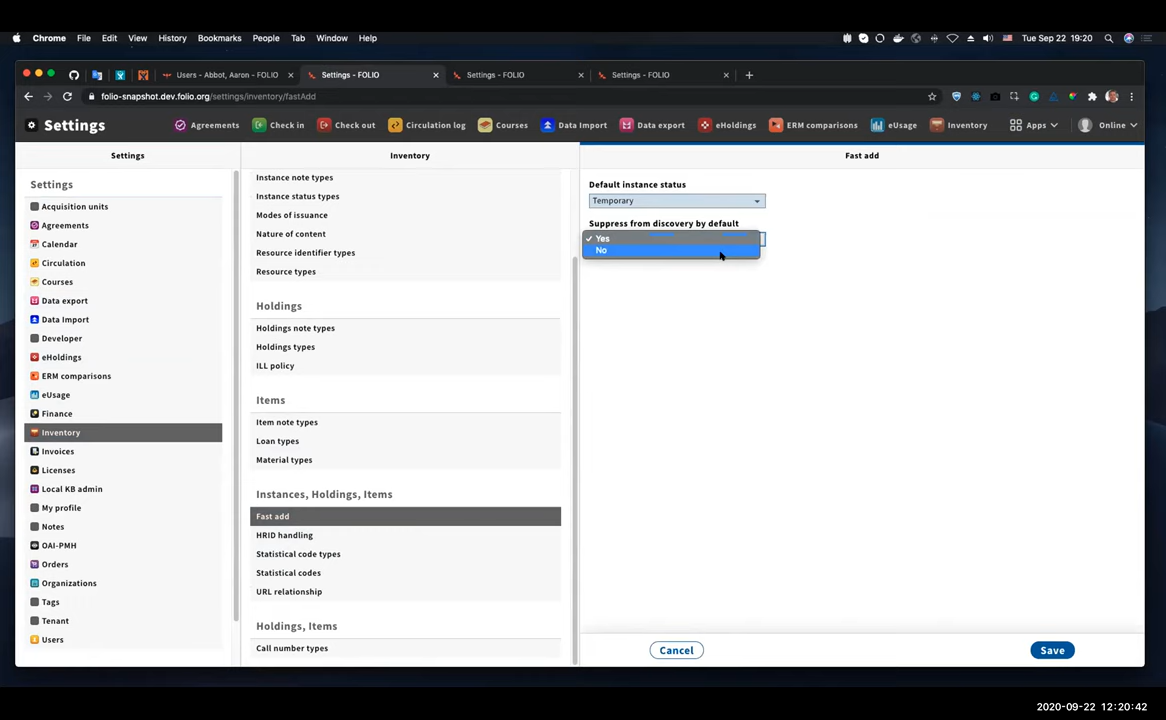 Chrome File Edit View History Bookmarks People Tab Window Help Tue Sep 22 19:20
Users - Abbot, Aaron - FOLIO Settings - FOLIO Settings - FOLIO Settings - FOLIO
folio-snapshot.dev.folio.org/settings/inventory/fastAdd
Settings Agreements Check in Check out Circulation log Courses Data Import Data export eHoldings ERM comparisons eUsage Inventory Apps Online
Settings Inventory Fast add
Settings
Acquisition units
Agreements
Calendar
Circulation
Courses
Data export
Data Import
Developer
eHoldings
ERM comparisons
eUsage
Finance
Inventory
Invoices
Licenses
Local KB admin
My profile
Notes
OAI-PMH
Orders
Organizations
Tags
Tenant
Users
Instance note types
Instance status types
Modes of issuance
Nature of content
Resource identifier types
Resource types
Holdings
Holdings note types
Holdings types
ILL policy
Items
Item note types
Loan types
Material types
Instances, Holdings, Items
Fast add
HRID handling
Statistical code types
Statistical codes
URL relationship
Holdings, Items
Call number types
Default instance status
Temporary
Suppress from discovery by default
Yes
No
Cancel Save
2020-09-22 12:20:42